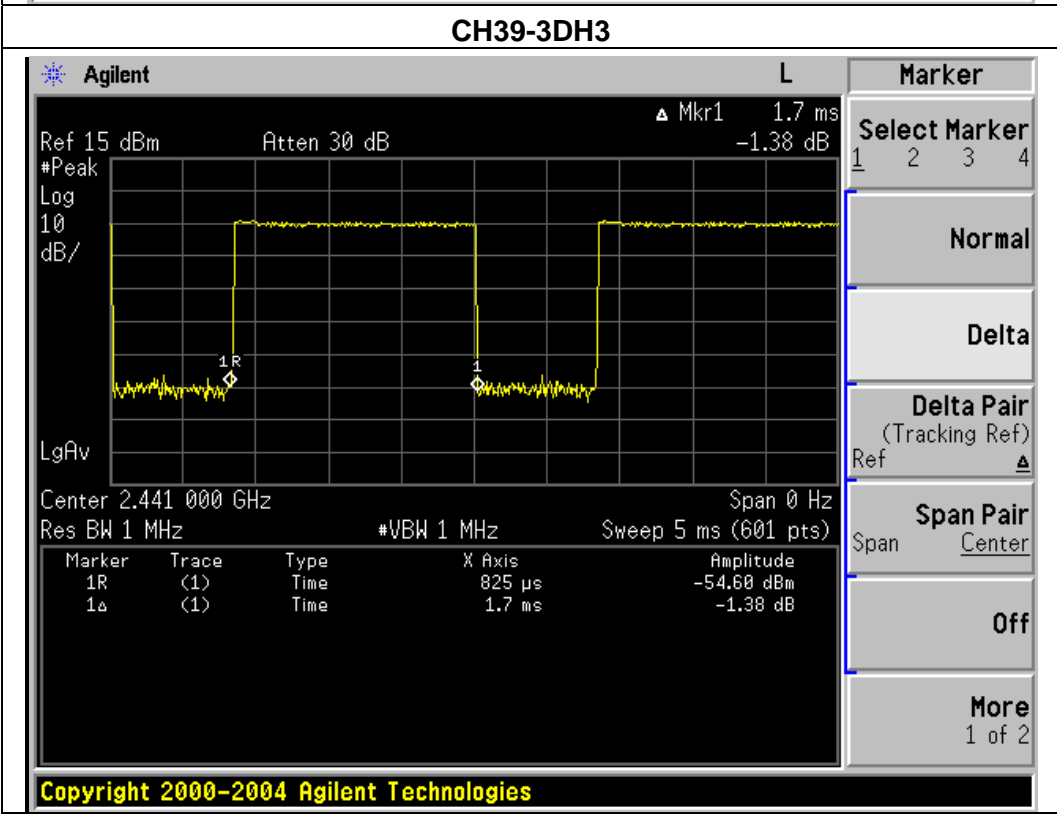 CH39-3DH3
Agilent L Marker
Δ Mkr1 1.7 ms
Ref 15 dBm Atten 30 dB -1.38 dB
#Peak
Log
10
dB/
1R
1
LgAv
Center 2.441 000 GHz Span 0 Hz
Res BW 1 MHz #VBW 1 MHz Sweep 5 ms (601 pts)
Marker Trace Type X Axis Amplitude
1R (1) Time 825 µs -54.60 dBm
1Δ (1) Time 1.7 ms -1.38 dB
Select Marker
1 2 3 4
Normal
Delta
Delta Pair
(Tracking Ref)
Ref Δ
Span Pair
Span Center
Off
More
1 of 2
Copyright 2000-2004 Agilent Technologies